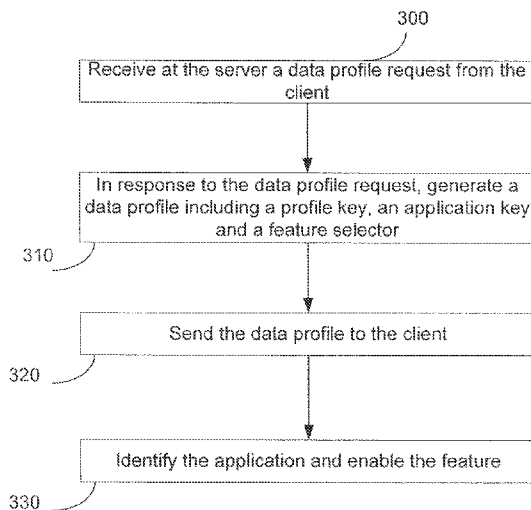 300
Receive at the server a data profile request from the
client
In response to the data profile request, generate a
data profile including a profile key, an application key
and a feature selector
310
Send the data profile to the client
320
Identify the application and enable the feature
330